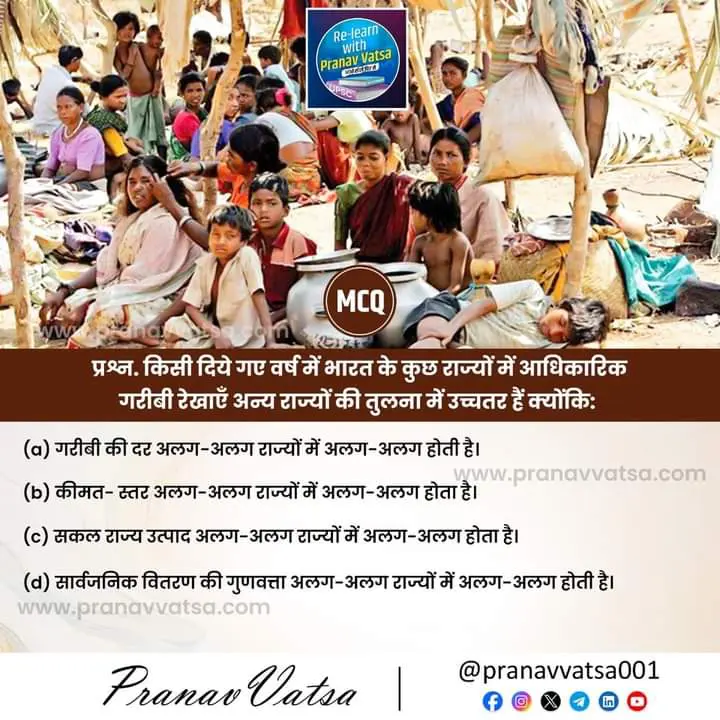 Re-learn
with
Pranav Vatsa
UPSC
MCQ
www.pranavvatsa.com
प्रश्न. किसी दिये गए वर्ष में भारत के कुछ राज्यों में आधिकारिक
गरीबी रेखाएँ अन्य राज्यों की तुलना में उच्चतर हैं क्योंकि:
(a) गरीबी की दर अलग-अलग राज्यों में अलग-अलग होती है।
www.pranavvatsa.com
(b) कीमत- स्तर अलग-अलग राज्यों में अलग-अलग होता है।
(c) सकल राज्य उत्पाद अलग-अलग राज्यों में अलग-अलग होता है।
(d) सार्वजनिक वितरण की गुणवत्ता अलग-अलग राज्यों में अलग-अलग होती है।
www.pranavvatsa.com
Pranav Vatsa
@pranavvatsa001